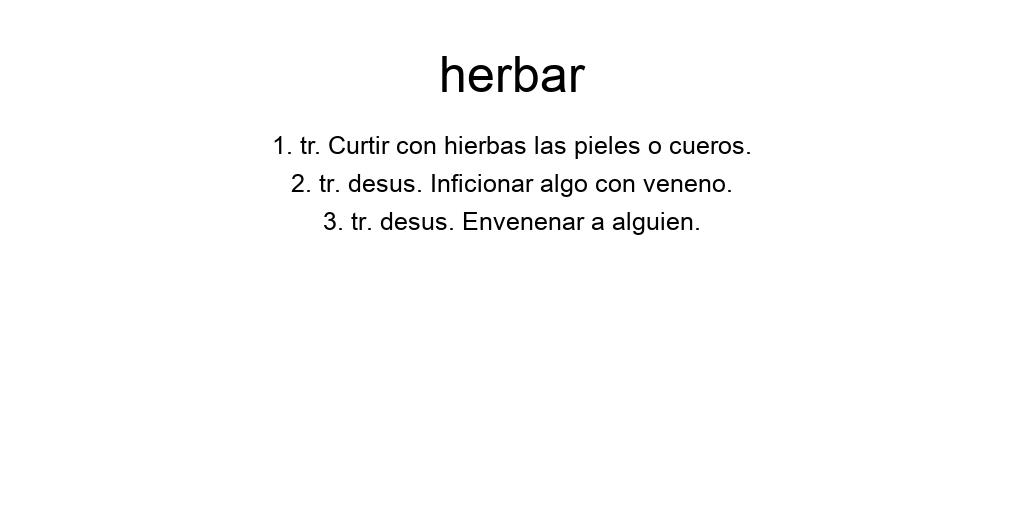 herbar
1. tr. Curtir con hierbas las pieles o cueros.
2. tr. desus. Inficionar algo con veneno.
3. tr. desus. Envenenar a alguien.